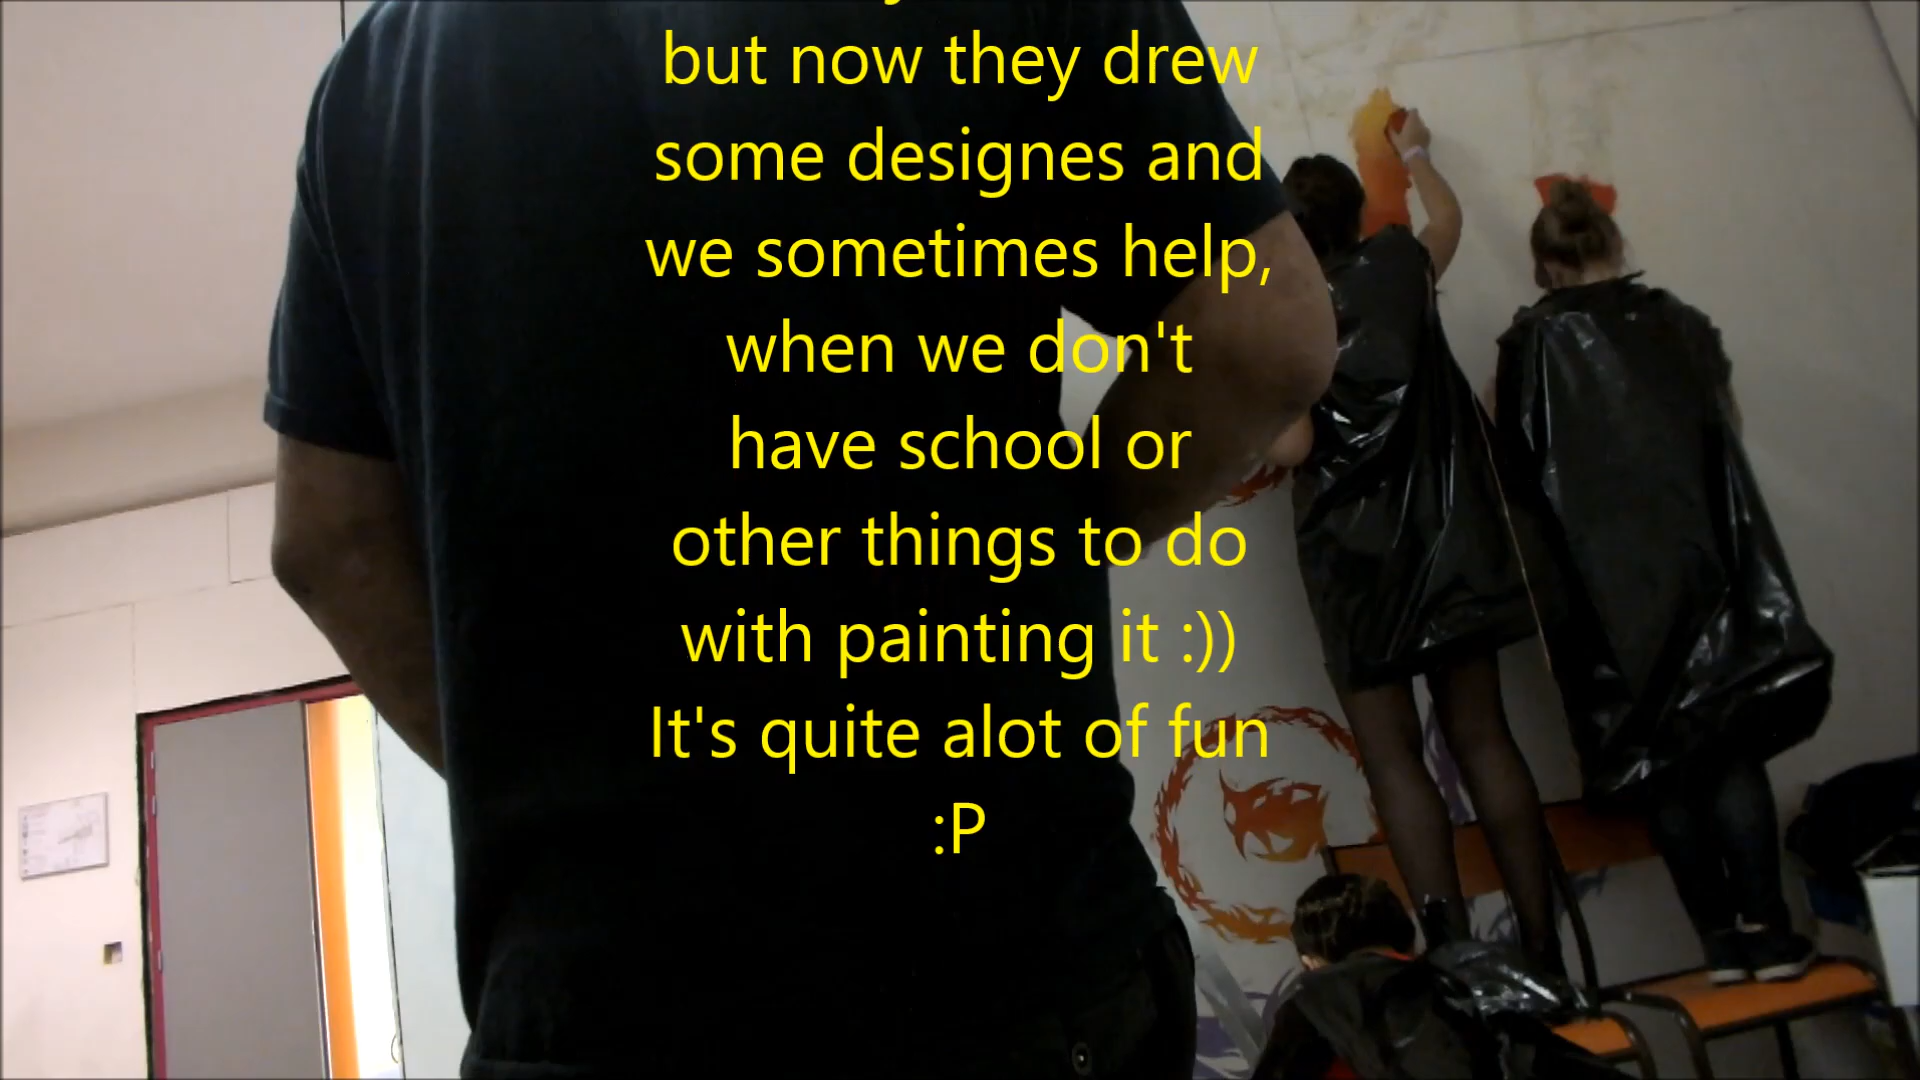 but now they drew
some designes and
we sometimes help,
when we don't
have school or
other things to do
with painting it :))
It's quite alot of fun
:P